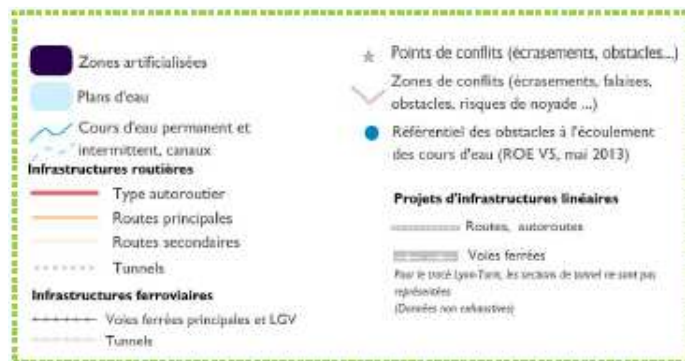 Zones artificialisées
Plans d'eau
Cours d'eau permanent et
intermittent, canaux
Infrastructures routières
Type autoroutier
Routes principales
Routes secondaires
Tunnels
Infrastructures ferroviaires
Voies ferrées principales et LGV
Tunnels
Points de conflits (écrasements, obstacles...)
Zones de conflits (écrasements, falaises,
obstacles, risques de noyade ...)
Référentiel des obstacles à l'écoulement
des cours d'eau (ROE V5, mai 2013)
Projets d'infrastructures linéaires
Routes, autoroutes
Voies ferrées
Pour le tracé Lyon-Turin, les sections de tunnel ne sont pas
représentées
(Données non exhaustives)